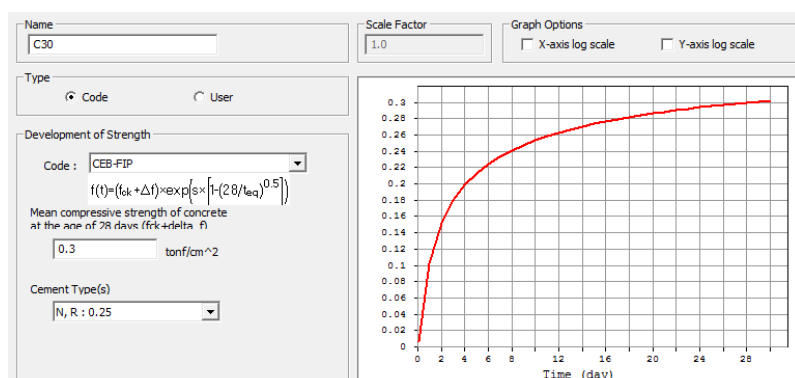 Name
C30
Scale Factor
1.0
Graph Options
X-axis log scale
Y-axis log scale
Type
Code
User
Development of Strength
Code :
CEB-FIP
f(t)=(fck+Δf)×exp{s×[1-(28/teq)^0.5]}
Mean compressive strength of concrete
at the age of 28 days (fck+delta_f)
0.3
tonf/cm^2
Cement Type(s)
N, R : 0.25
0.3
0.28
0.26
0.24
0.22
0.2
0.18
0.16
0.14
0.12
0.1
0.08
0.06
0.04
0.02
0
0 2 4 6 8 12 16 20 24 28
Time (day)